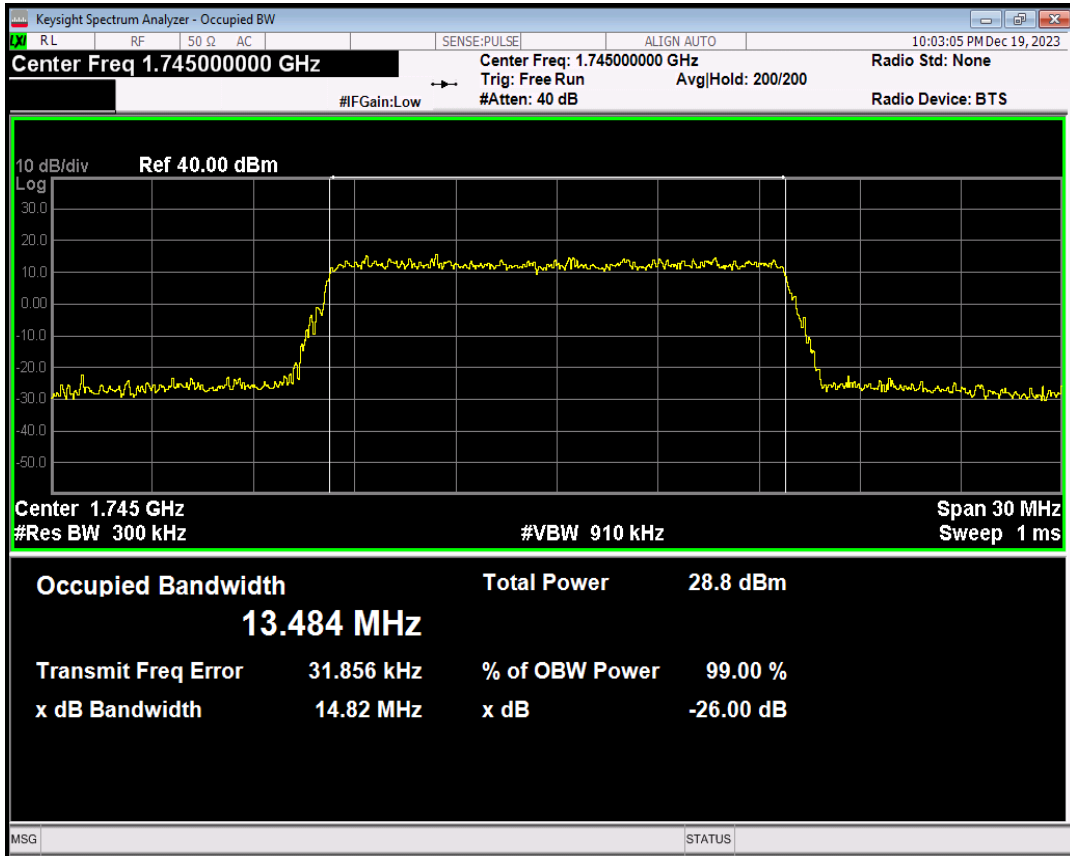 Keysight Spectrum Analyzer - Occupied BW
LXI RL RF 50 Ω AC SENSE:PULSE ALIGN AUTO 10:03:05 PM Dec 19, 2023
Center Freq 1.745000000 GHz Center Freq: 1.745000000 GHz Radio Std: None
Trig: Free Run Avg|Hold: 200/200
#IFGain:Low #Atten: 40 dB Radio Device: BTS
10 dB/div Ref 40.00 dBm
Log
30.0
20.0
10.0
0.00
-10.0
-20.0
-30.0
-40.0
-50.0
Center 1.745 GHz Span 30 MHz
#Res BW 300 kHz #VBW 910 kHz Sweep 1 ms
Occupied Bandwidth Total Power 28.8 dBm
13.484 MHz
Transmit Freq Error 31.856 kHz % of OBW Power 99.00 %
x dB Bandwidth 14.82 MHz x dB -26.00 dB
MSG STATUS